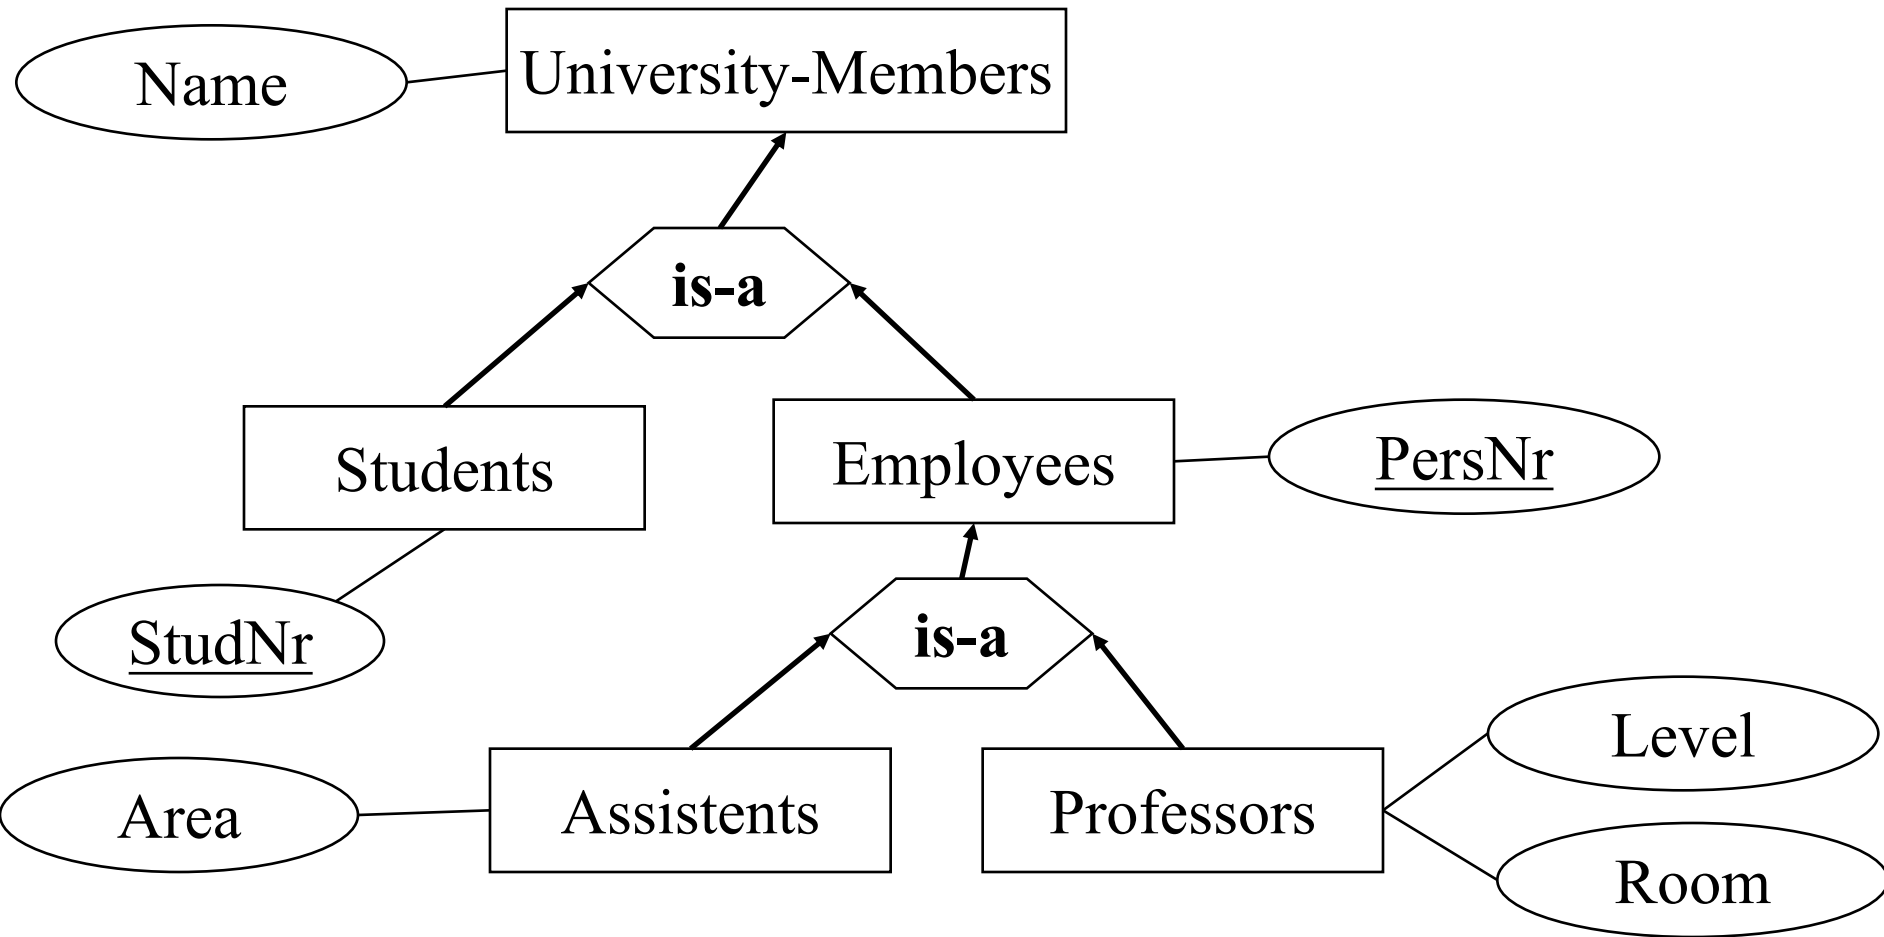 Name
University-Members
is-a
Students
Employees
PersNr
StudNr
is-a
Area
Assistents
Professors
Level
Room